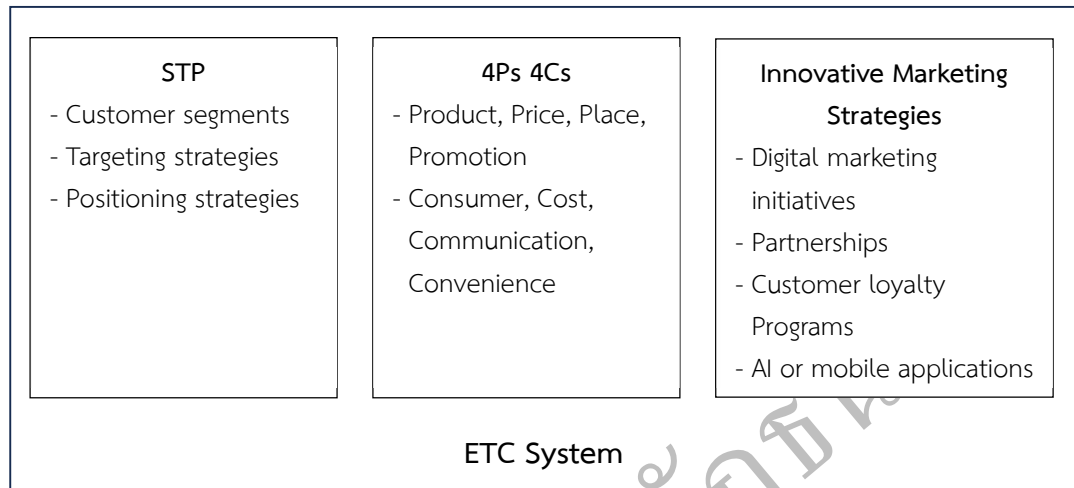 STP
- Customer segments
- Targeting strategies
- Positioning strategies
4Ps 4Cs
- Product, Price, Place,
Promotion
- Consumer, Cost,
Communication,
Convenience
Innovative Marketing
Strategies
- Digital marketing
initiatives
- Partnerships
- Customer loyalty
Programs
- AI or mobile applications
ETC System